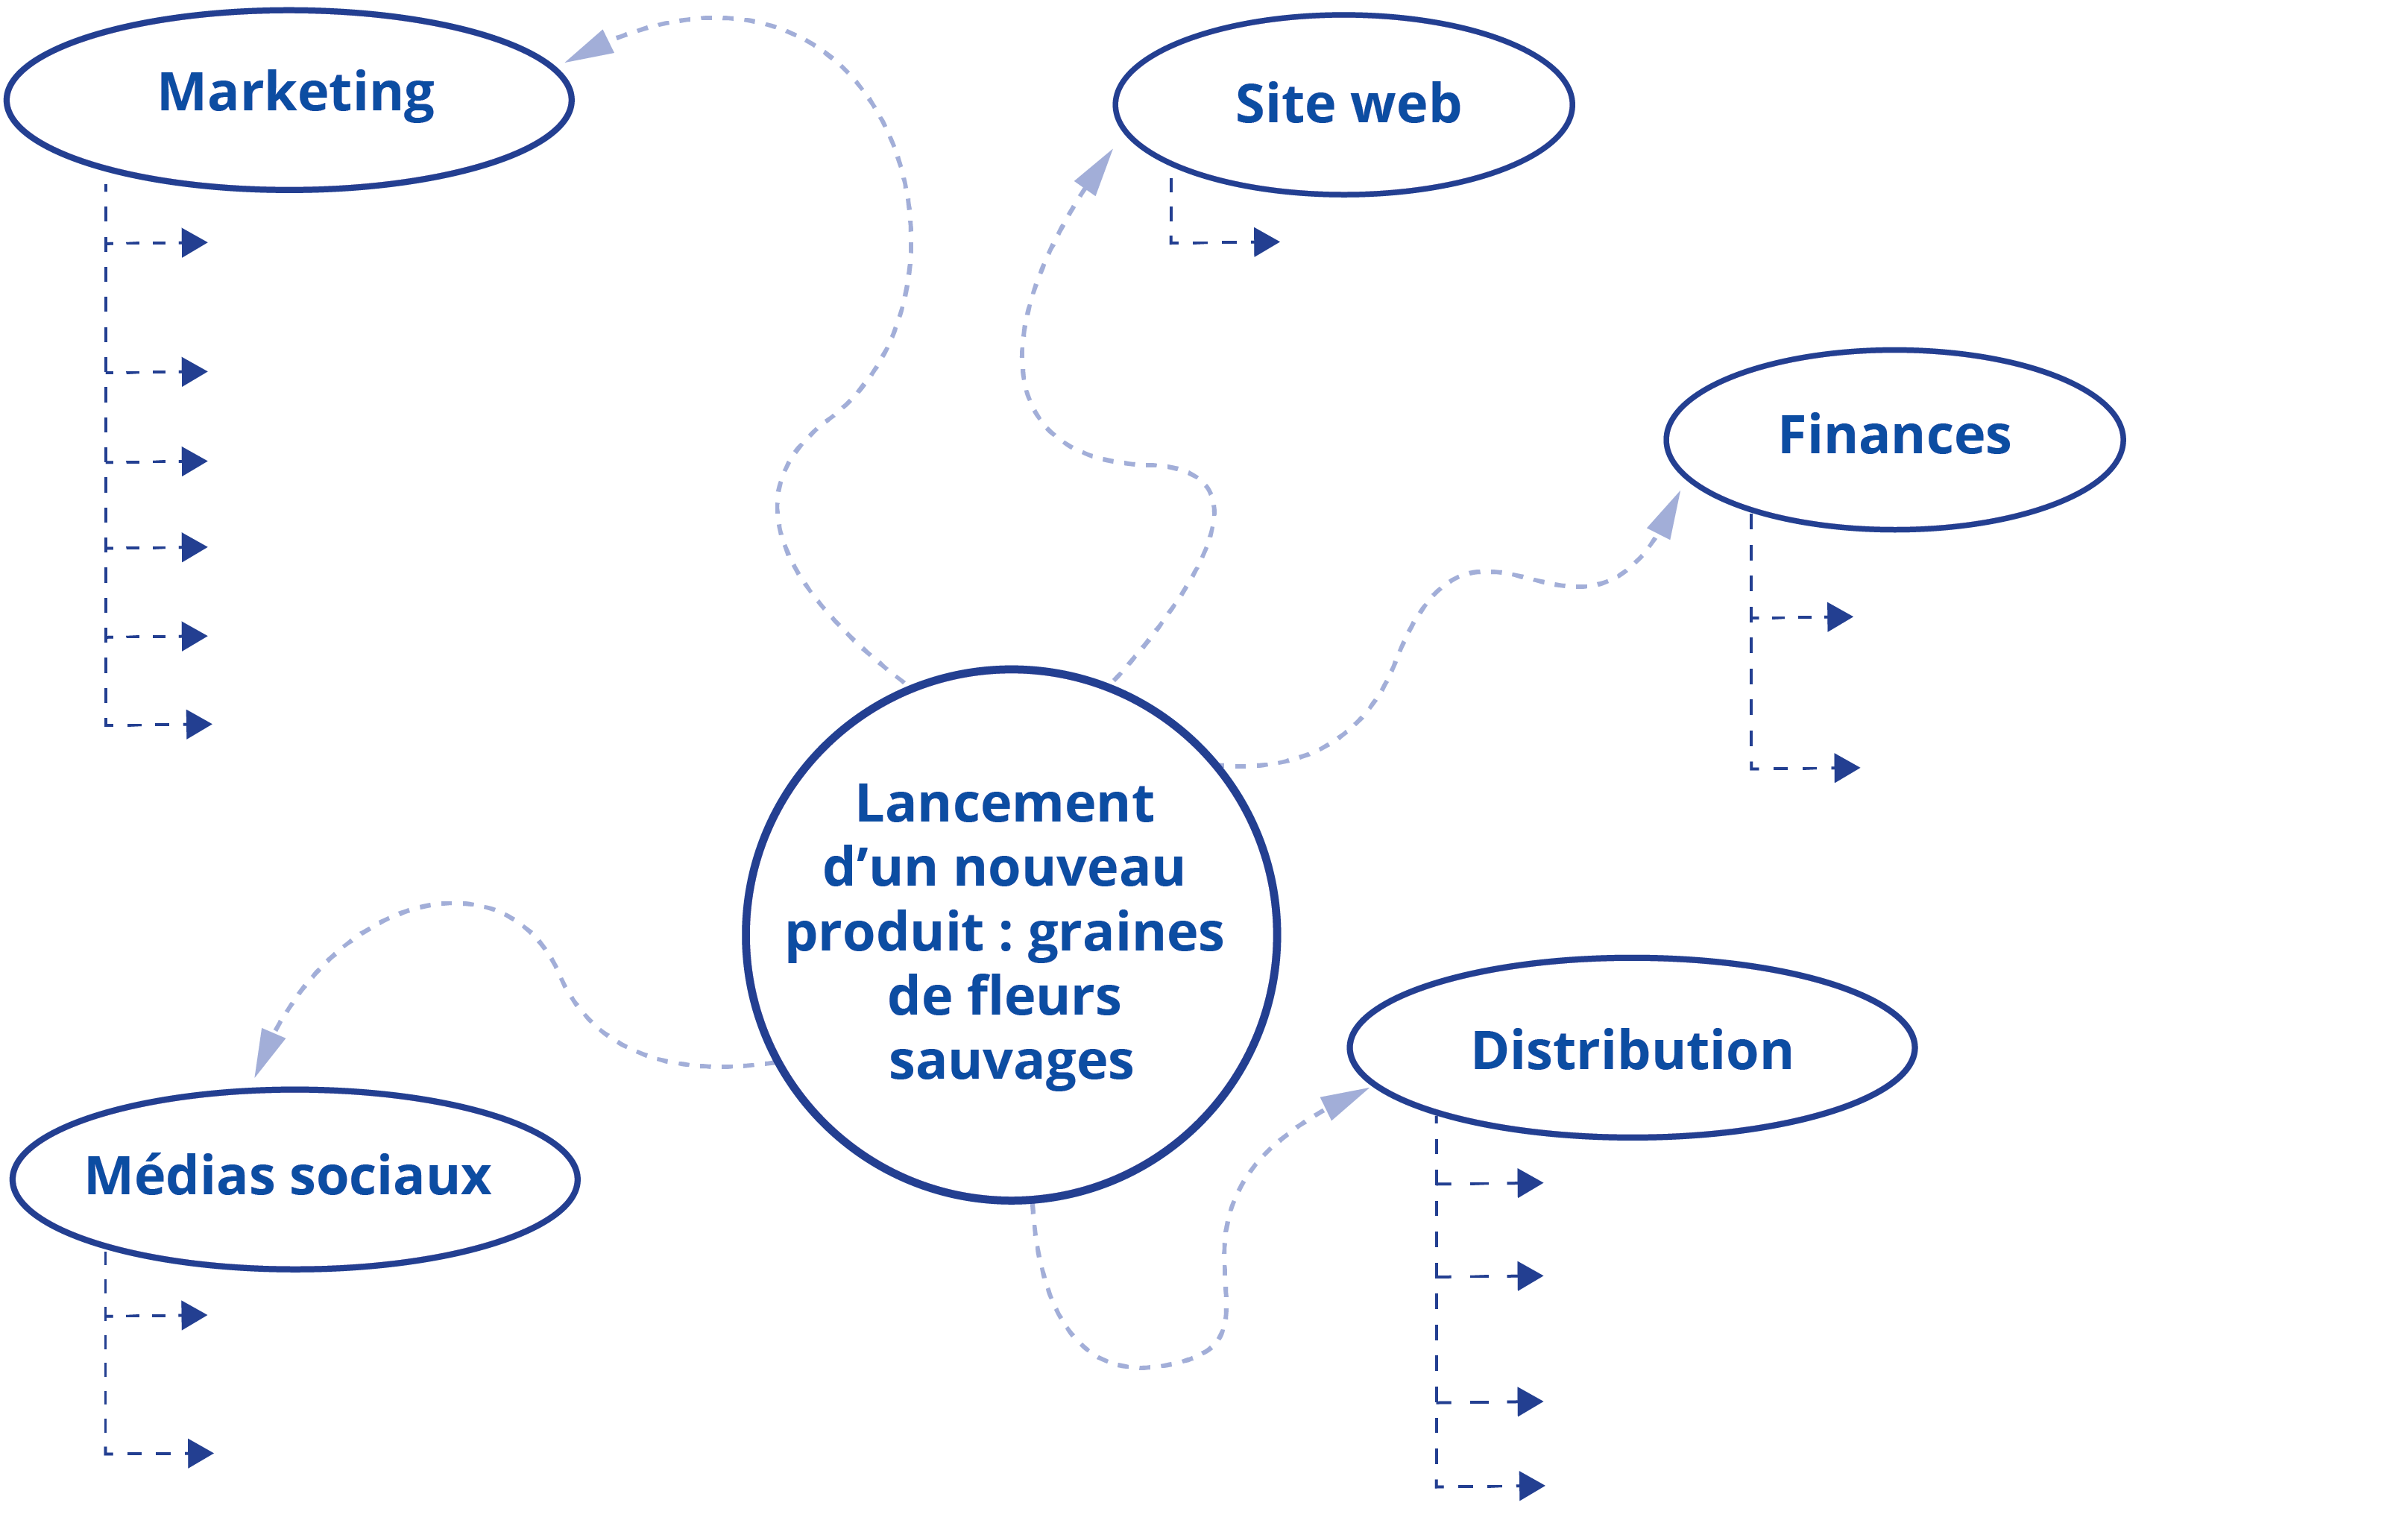 Marketing
Site web
Finances
Lancement
d’un nouveau
produit : graines
de fleurs
sauvages
Distribution
Médias sociaux